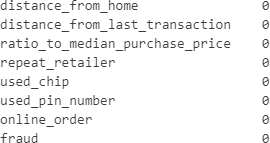 distance_from_home 0
distance_from_last_transaction 0
ratio_to_median_purchase_price 0
repeat_retailer 0
used_chip 0
used_pin_number 0
online_order 0
fraud 0